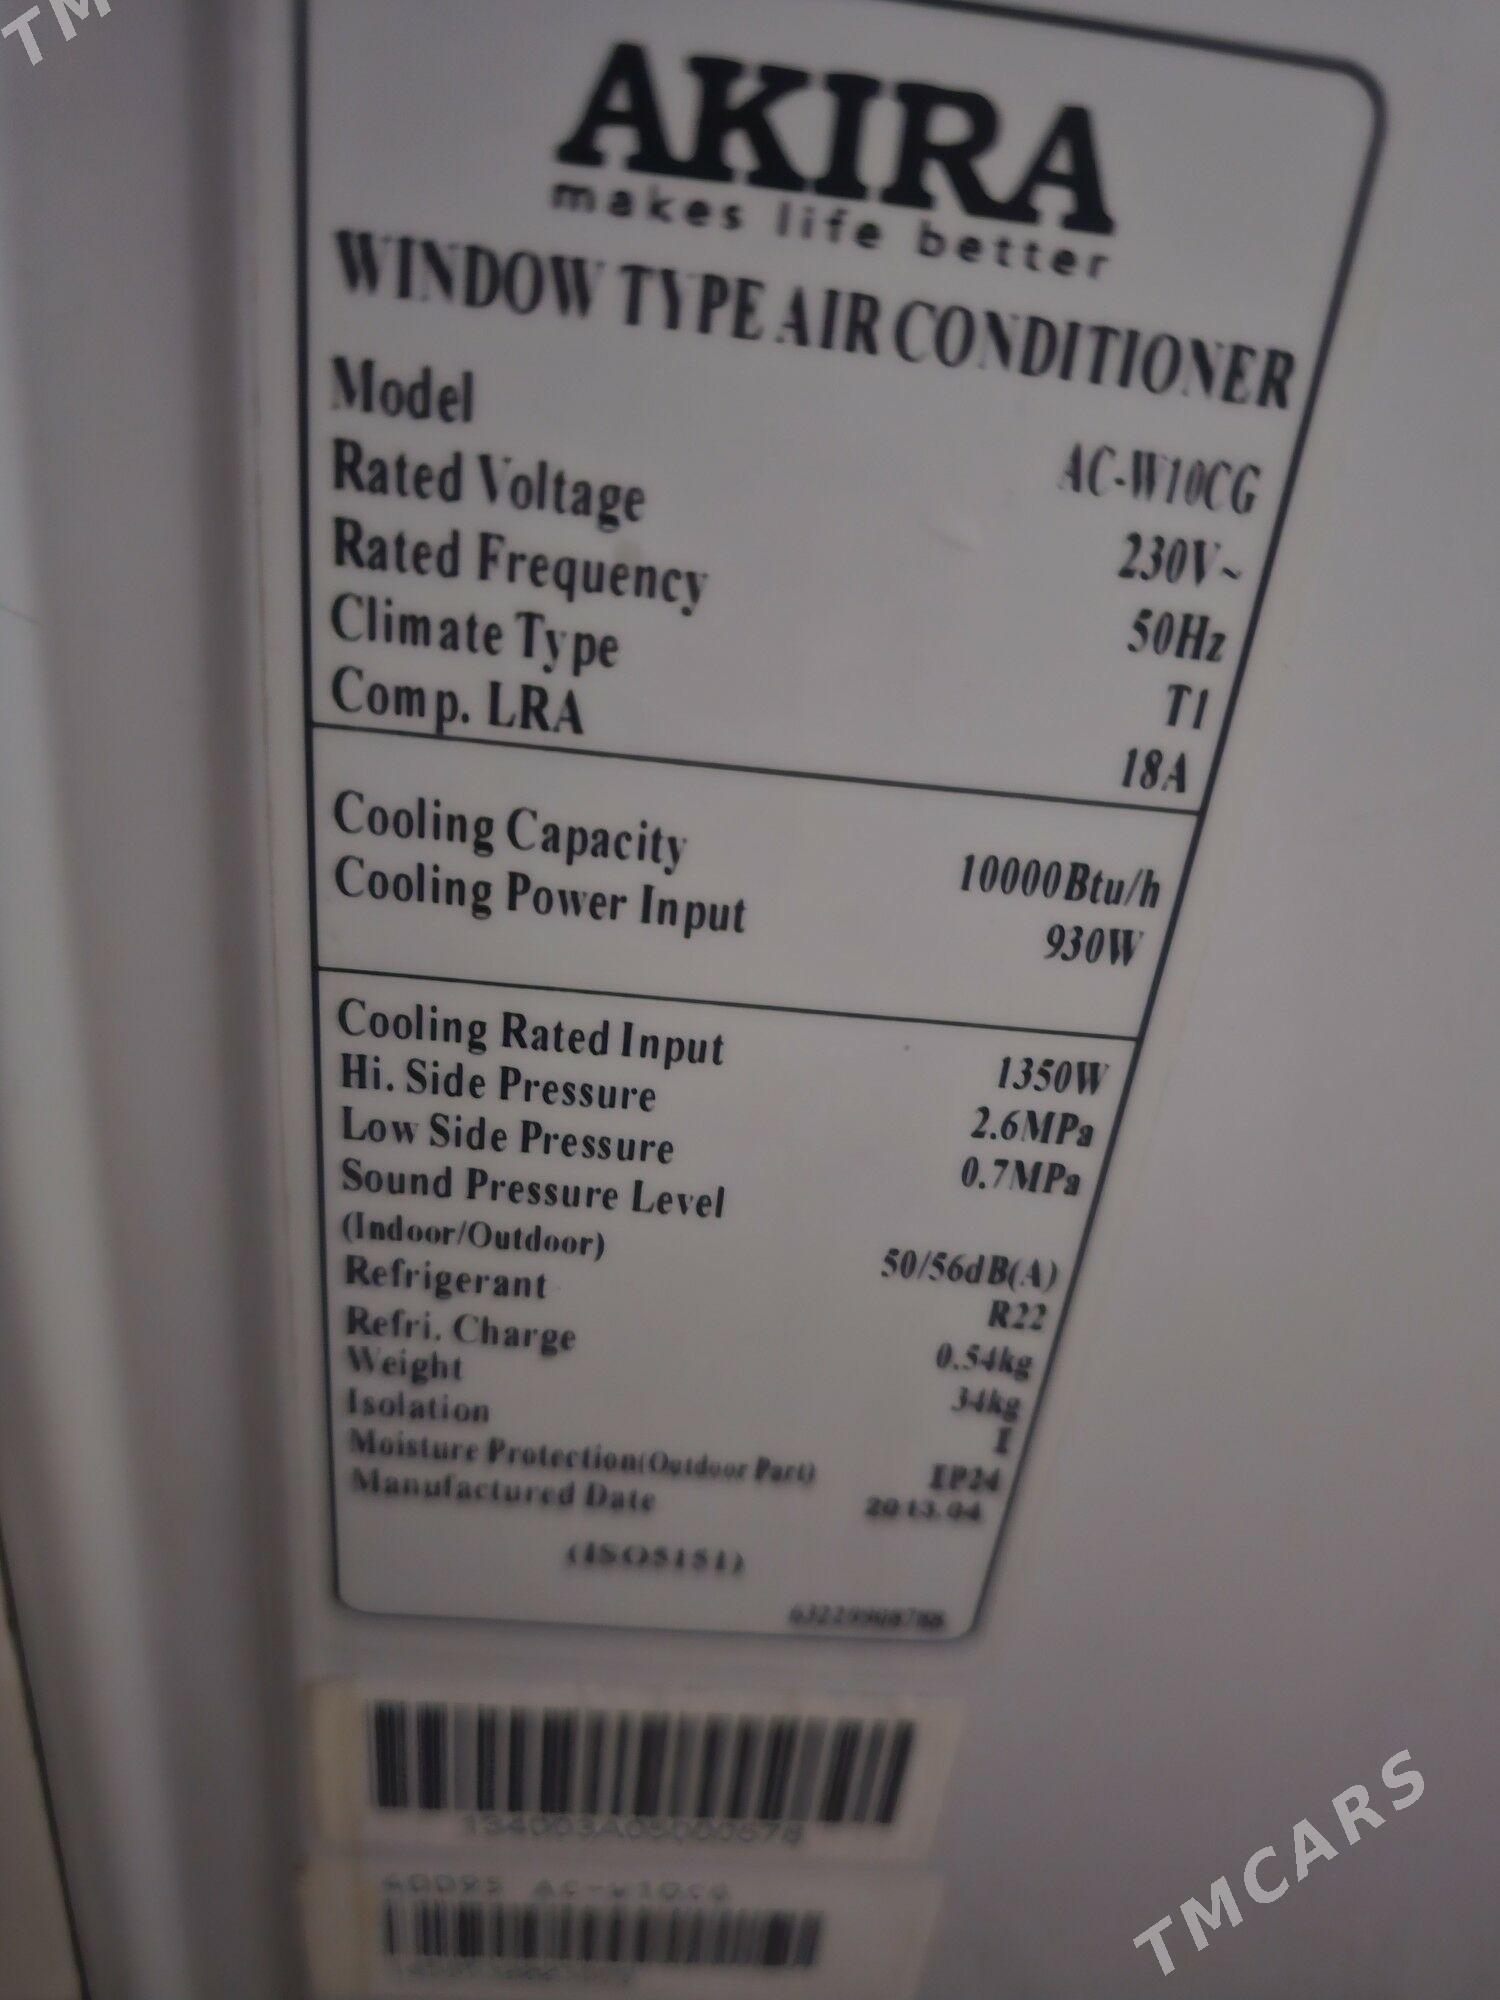 TM
AKIRA
makes life better
WINDOW TYPE AIR CONDITIONER
Model AC-W10CG
Rated Voltage 230V~
Rated Frequency 50Hz
Climate Type T1
Comp. LRA 18A
Cooling Capacity 10000Btu/h
Cooling Power Input 930W
Cooling Rated Input 1350W
Hi. Side Pressure 2.6MPa
Low Side Pressure 0.7MPa
Sound Pressure Level
(Indoor/Outdoor) 50/56dB(A)
Refrigerant R22
Refri. Charge 0.54kg
Weight 34kg
Isolation I
Moisture Protection(Outdoor Part) IP24
Manufactured Date 2013.04
(ISO5151)
AC-W10CG
TMCARS